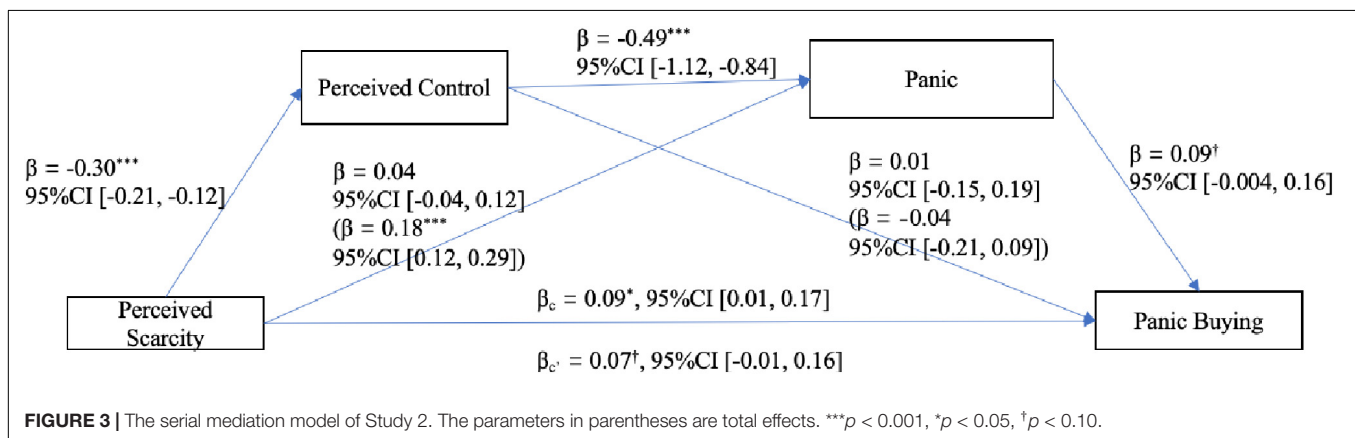 β = -0.49***
95%CI [-1.12, -0.84]
Perceived Control
Panic
β = -0.30***
95%CI [-0.21, -0.12]
β = 0.04
95%CI [-0.04, 0.12]
(β = 0.18***
95%CI [0.12, 0.29])
β = 0.01
95%CI [-0.15, 0.19]
(β = -0.04
95%CI [-0.21, 0.09])
β = 0.09†
95%CI [-0.004, 0.16]
Perceived
Scarcity
βc = 0.09*, 95%CI [0.01, 0.17]
Panic Buying
βc' = 0.07†, 95%CI [-0.01, 0.16]
FIGURE 3 | The serial mediation model of Study 2. The parameters in parentheses are total effects. ***p < 0.001, *p < 0.05, †p < 0.10.